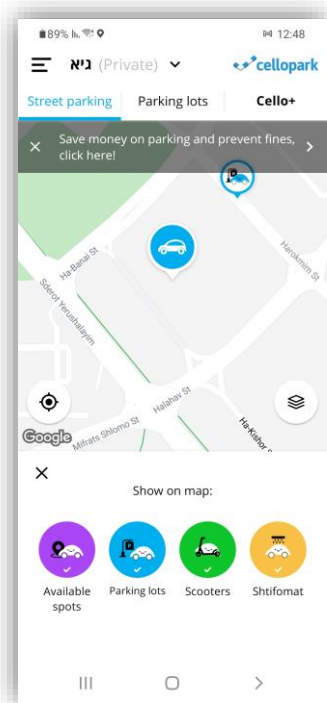 89% 12:48
גיא (Private) cellopark
Street parking Parking lots Cello+
Save money on parking and prevent fines,
click here!
Ha-Banai St
Sderot Yerushalayim
Harokmim St
Halahav St
Mifrats Shlomo St
Ha-Kishor S
Google
Show on map:
Available
spots
Parking lots
Scooters
Shtifomat